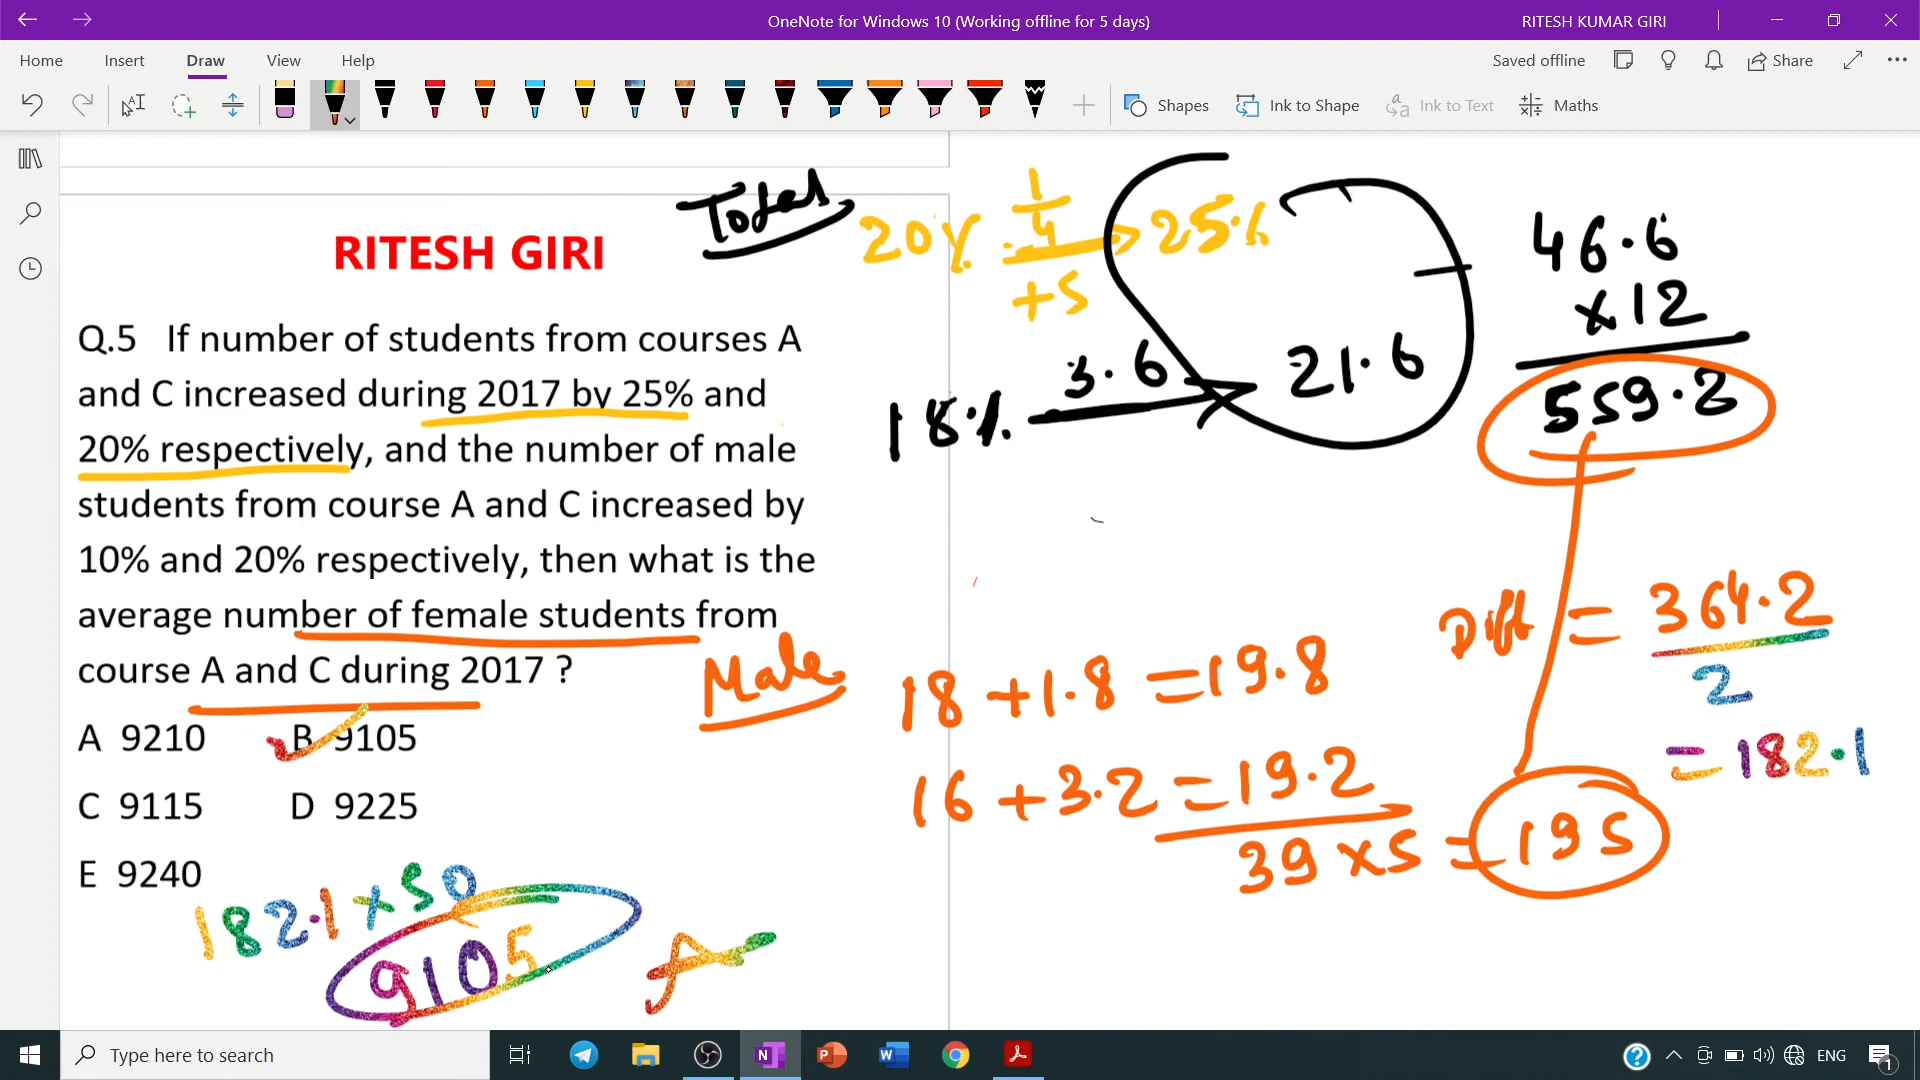 OneNote for Windows 10 (Working offline for 5 days)
RITESH KUMAR GIRI
Home Insert Draw View Help
Saved offline
Share
Shapes Ink to Shape Ink to Text Maths
Total
20% 1/4 +5 25%
18% 3.6 21.6
46.6
x12
559.2
RITESH GIRI
Q.5 If number of students from courses A
and C increased during 2017 by 25% and
20% respectively, and the number of male
students from course A and C increased by
10% and 20% respectively, then what is the
average number of female students from
course A and C during 2017 ?
A 9210 B 9105
C 9115 D 9225
E 9240
Male
18 + 1.8 = 19.8
16 + 3.2 = 19.2
39 x 5 = 195
Diff = 364.2
2
= 182.1
182.1 x 50
9105
Type here to search
ENG
1